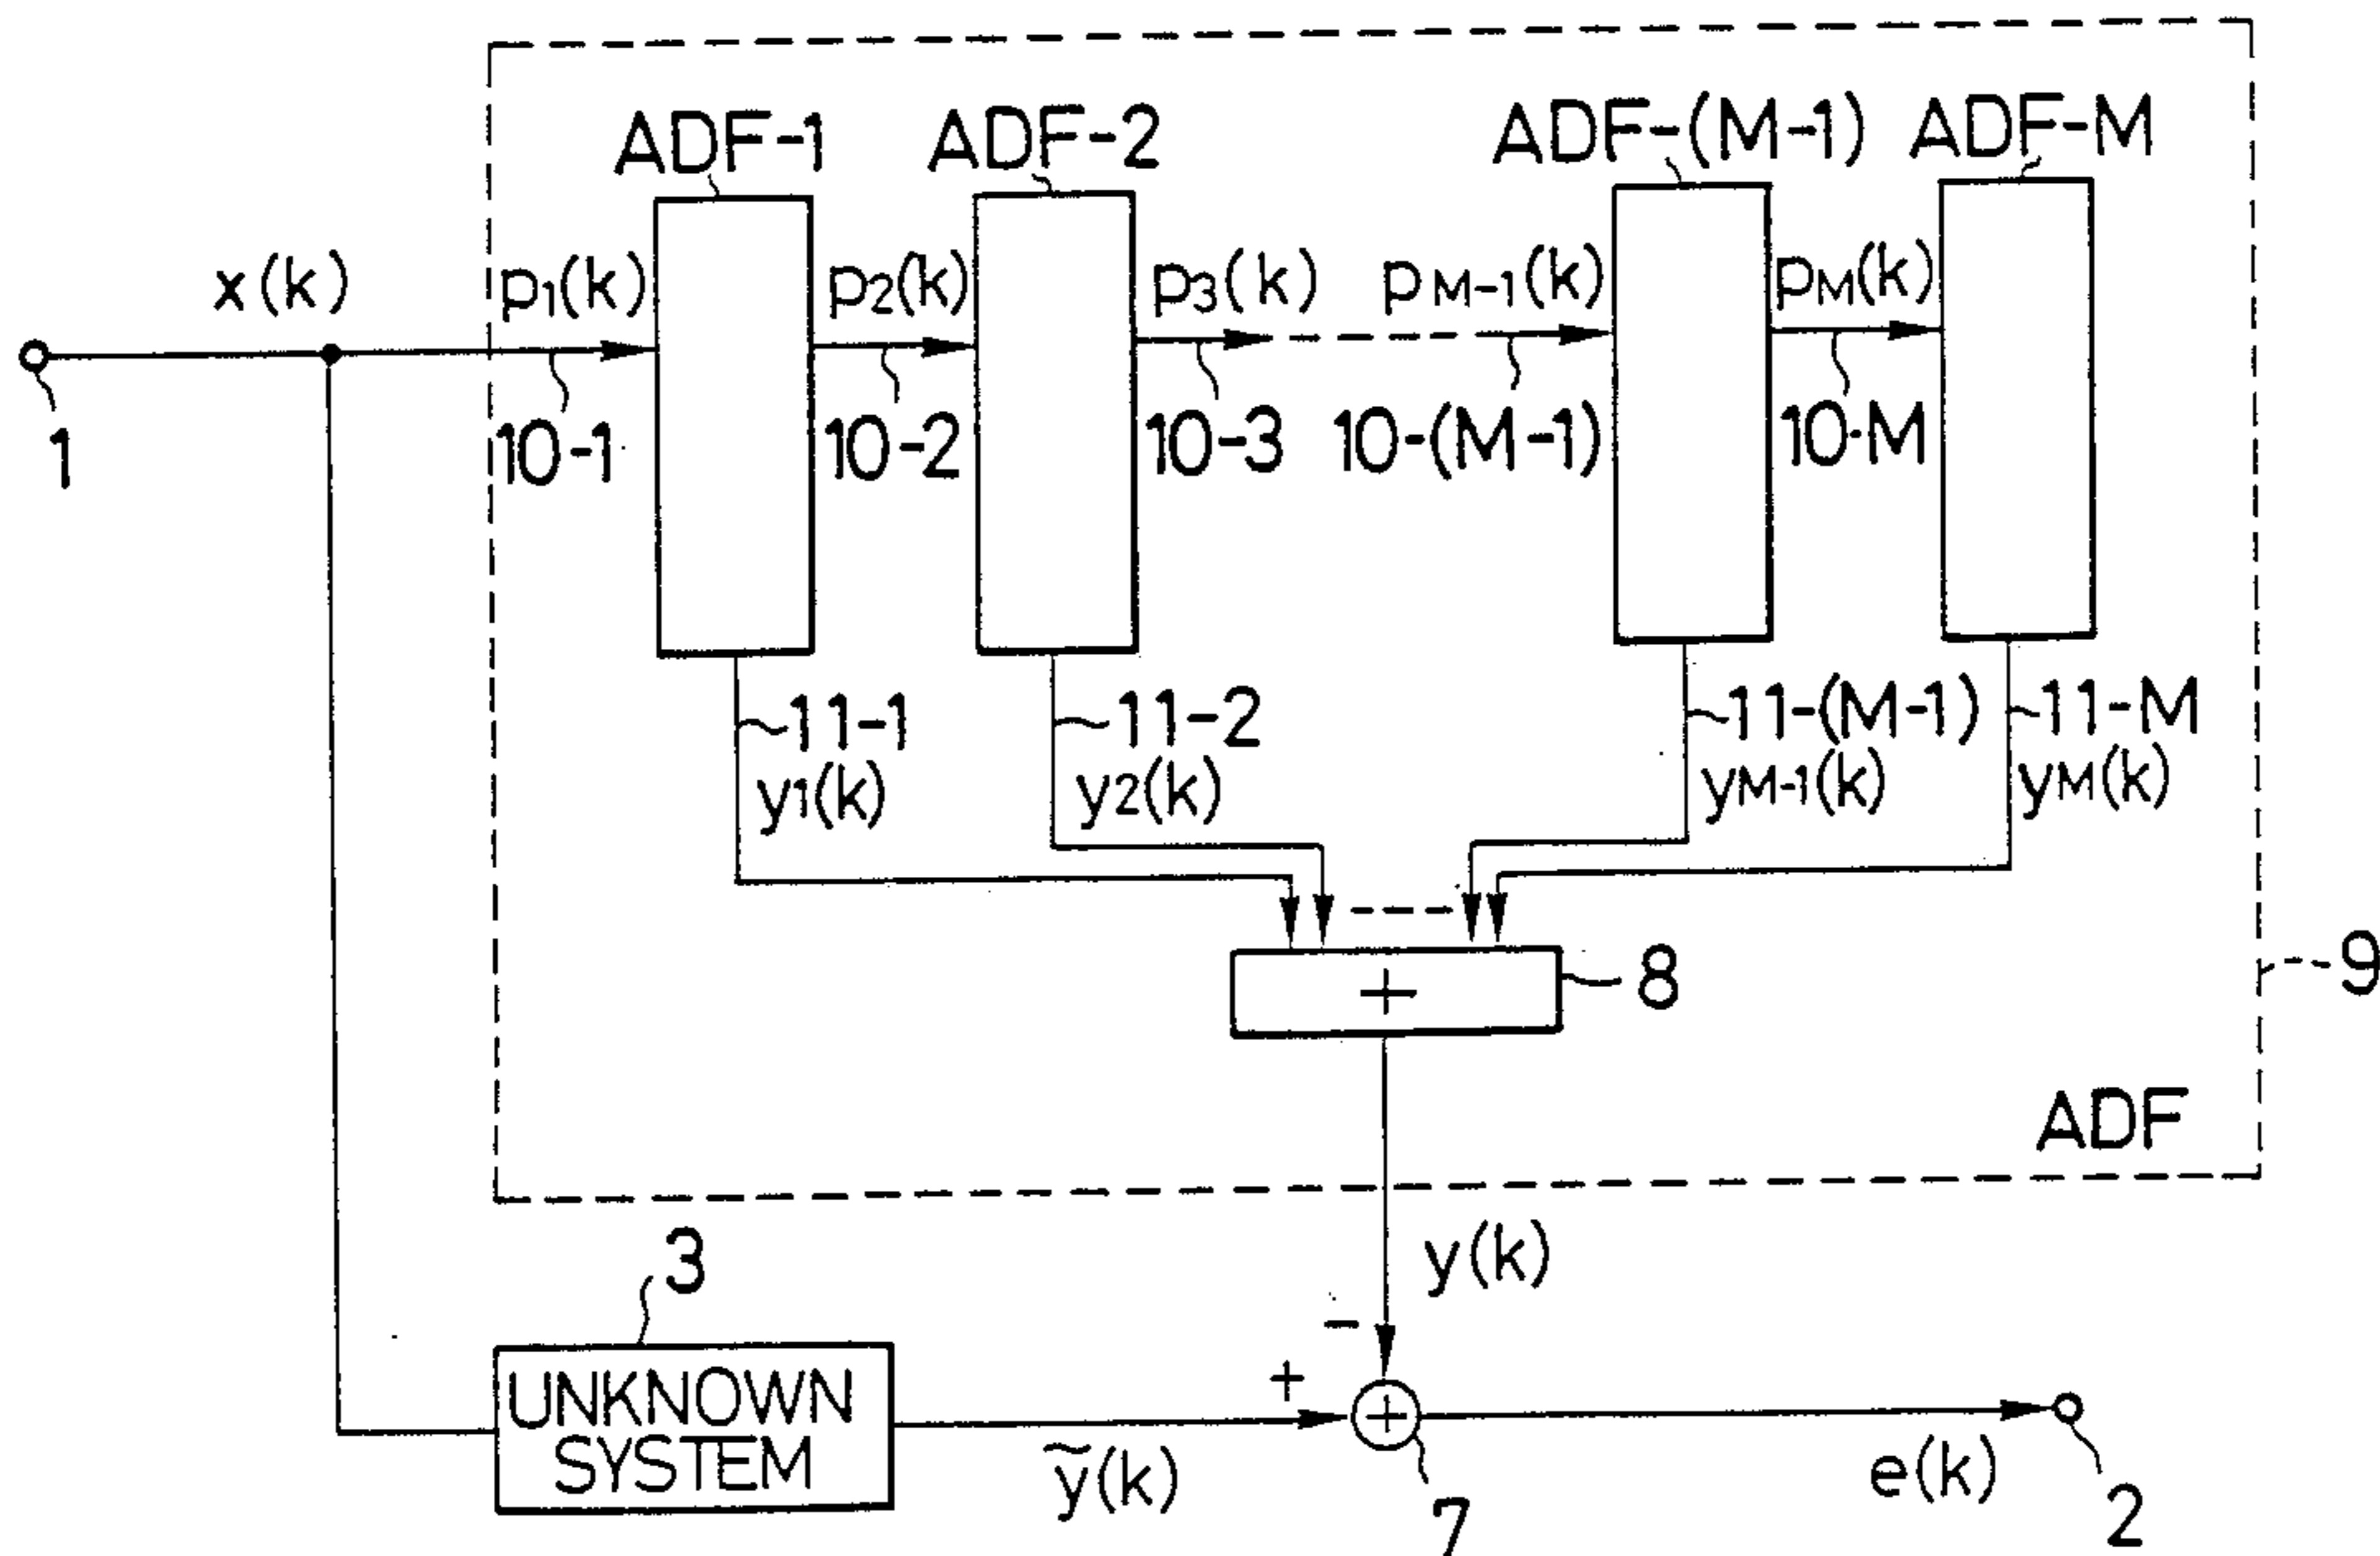 ADF-1 ADF-2 ADF-(M-1) ADF-M
x(k) p1(k) p2(k) p3(k) pM-1(k) pM(k)
1 10-1 10-2 10-3 10-(M-1) 10-M
11-1 11-2 11-(M-1) 11-M
y1(k) y2(k) yM-1(k) yM(k)
+ 8 9
ADF
y(k)
3
-
UNKNOWN
SYSTEM
+
+
ỹ(k) e(k)
7 2